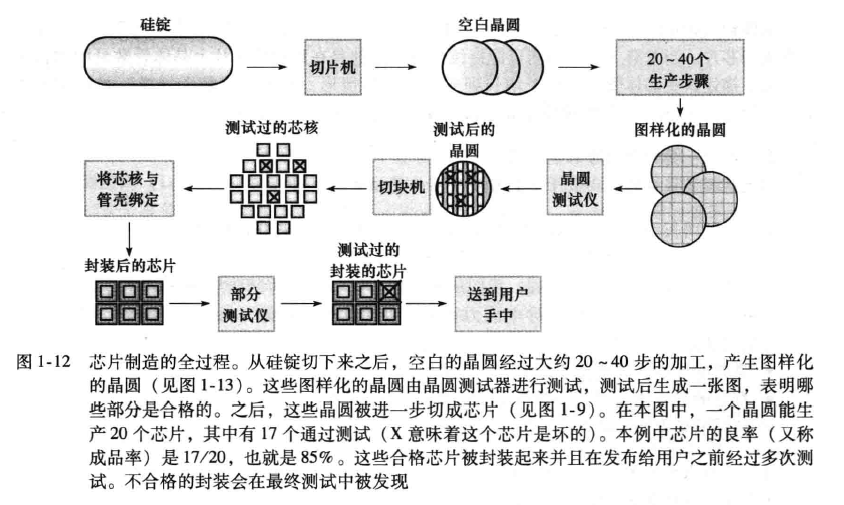 硅锭
空白晶圆
切片机
20~40个
生产步骤
测试过的芯核
测试后的
晶圆
图样化的晶圆
将芯核与
管壳绑定
切块机
晶圆
测试仪
封装后的芯片
测试过的
封装的芯片
部分
测试仪
送到用户
手中
图1-12 芯片制造的全过程。从硅锭切下来之后，空白的晶圆经过大约20~40步的加工，产生图样化
的晶圆（见图1-13）。这些图样化的晶圆由晶圆测试器进行测试，测试后生成一张图，表明哪
些部分是合格的。之后，这些晶圆被进一步切成芯片（见图1-9）。在本图中，一个晶圆能生
产20个芯片，其中有17个通过测试（X意味着这个芯片是坏的）。本例中芯片的良率（又称
成品率）是17/20，也就是85%。这些合格芯片被封装起来并且在发布给用户之前经过多次测
试。不合格的封装会在最终测试中被发现